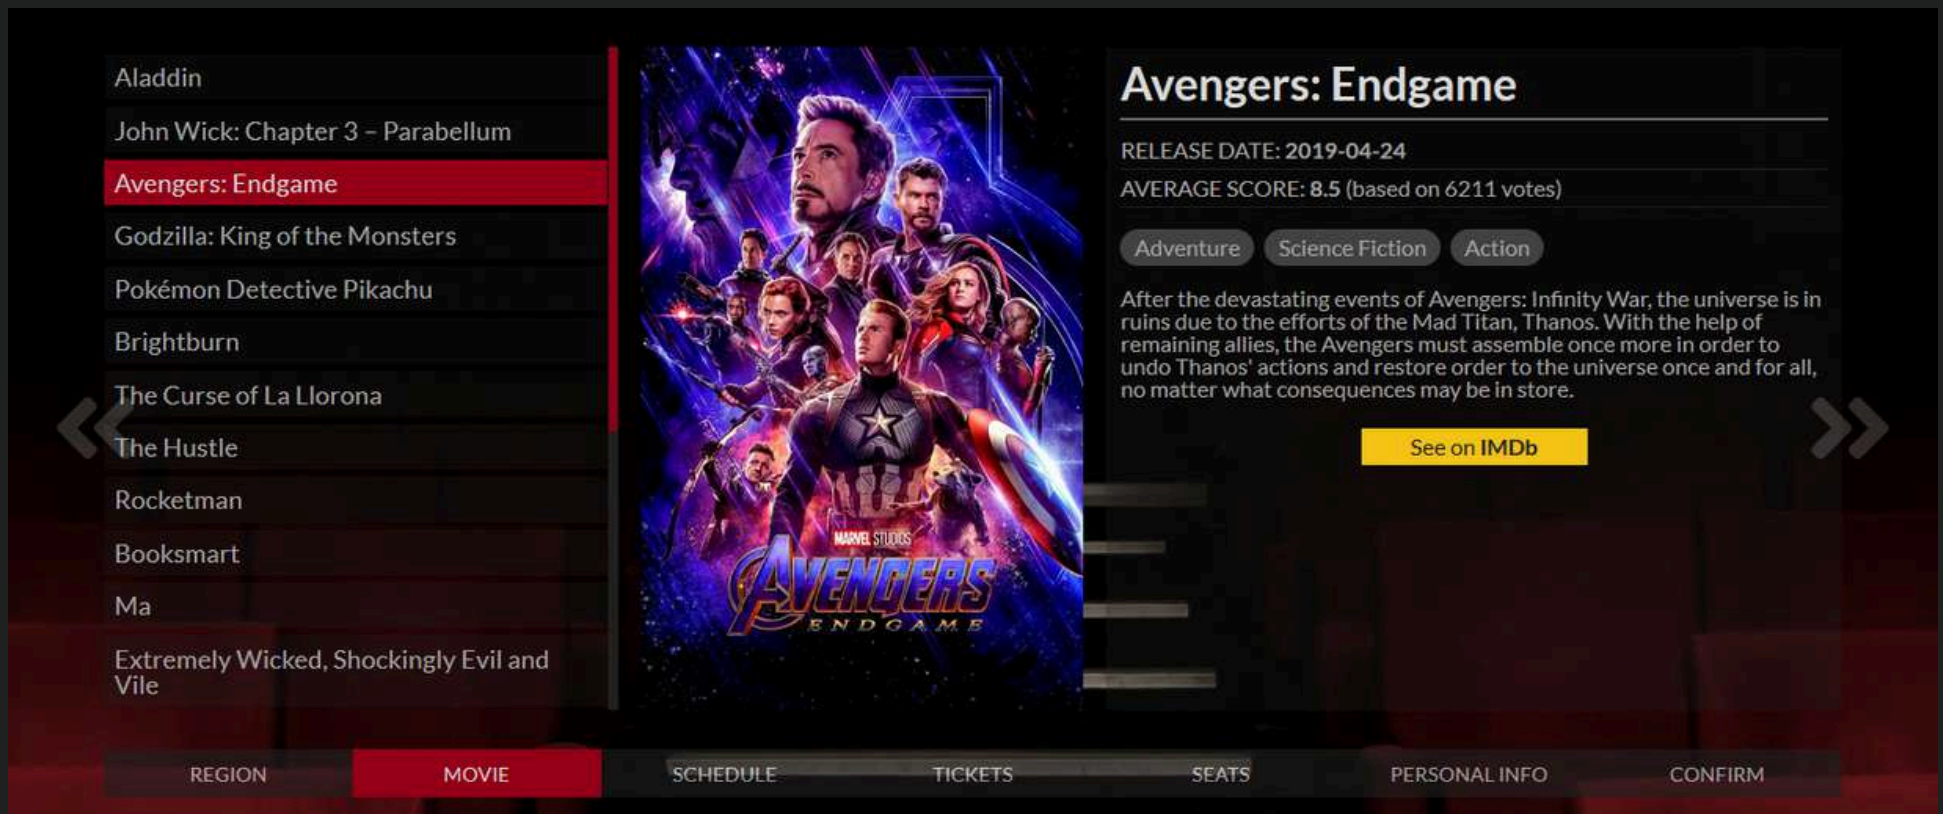 Aladdin
John Wick: Chapter 3 – Parabellum
Avengers: Endgame
Godzilla: King of the Monsters
Pokémon Detective Pikachu
Brightburn
The Curse of La Llorona
The Hustle
Rocketman
Booksmart
Ma
Extremely Wicked, Shockingly Evil and
Vile
MARVEL STUDIOS
AVENGERS
ENDGAME
Avengers: Endgame
RELEASE DATE: 2019-04-24
AVERAGE SCORE: 8.5 (based on 6211 votes)
Adventure Science Fiction Action
After the devastating events of Avengers: Infinity War, the universe is in
ruins due to the efforts of the Mad Titan, Thanos. With the help of
remaining allies, the Avengers must assemble once more in order to
undo Thanos' actions and restore order to the universe once and for all,
no matter what consequences may be in store.
See on IMDb
REGION MOVIE SCHEDULE TICKETS SEATS PERSONAL INFO CONFIRM